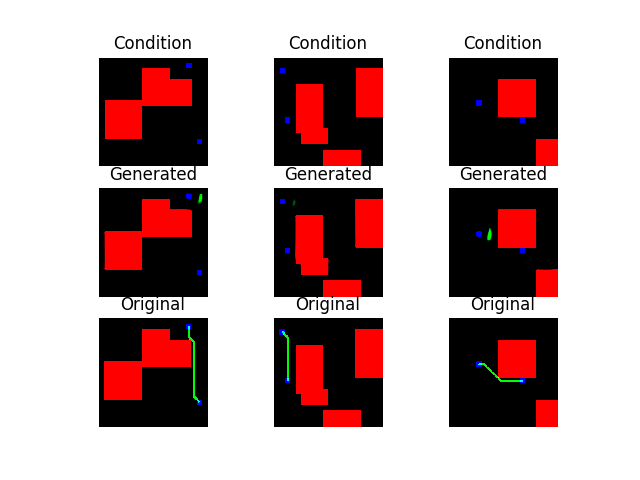 Condition Condition Condition
Generated Generated Generated
Original Original Original